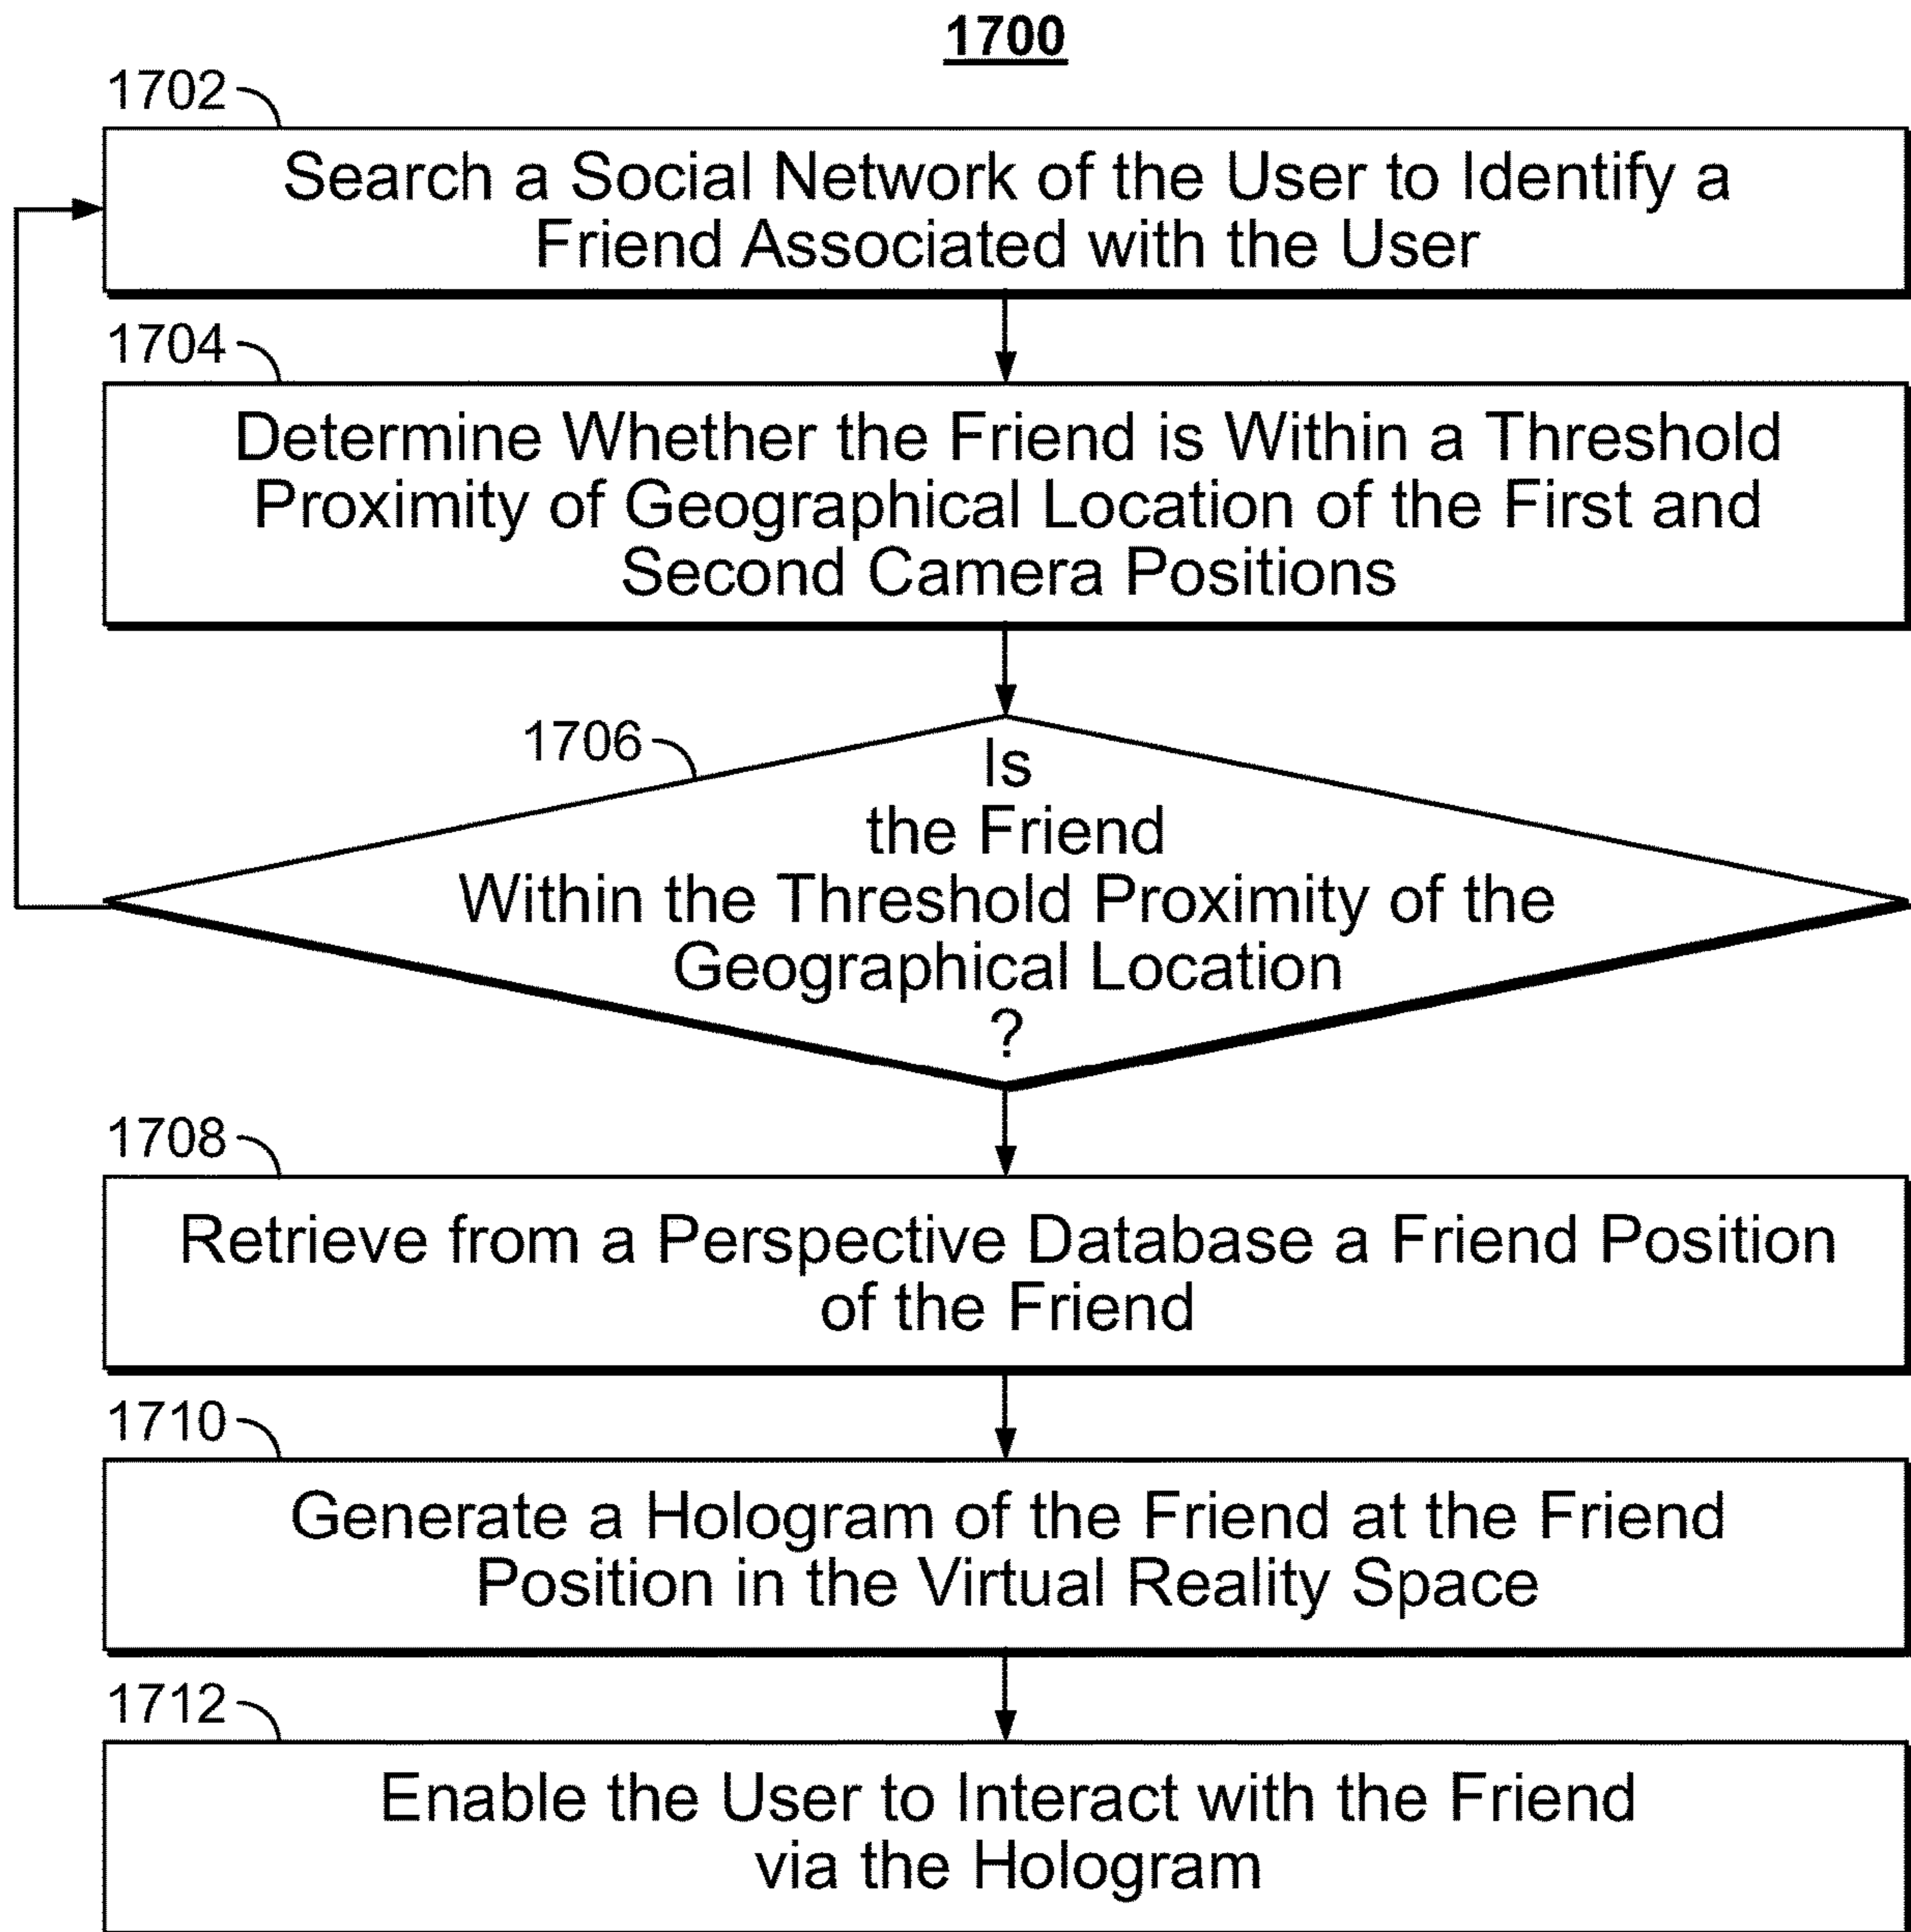 1700
1702
Search a Social Network of the User to Identify a
Friend Associated with the User
1704
Determine Whether the Friend is Within a Threshold
Proximity of Geographical Location of the First and
Second Camera Positions
1706
Is
the Friend
Within the Threshold Proximity of the
Geographical Location
?
1708
Retrieve from a Perspective Database a Friend Position
of the Friend
1710
Generate a Hologram of the Friend at the Friend
Position in the Virtual Reality Space
1712
Enable the User to Interact with the Friend
via the Hologram